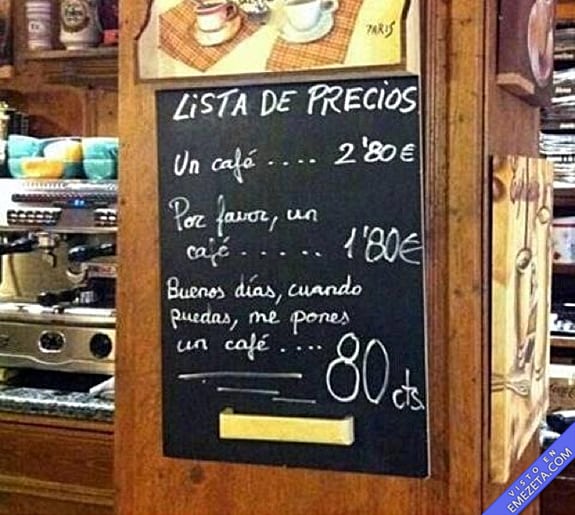 PARIS
LISTA DE PRECIOS
Un café .... 2'80€
Por favor, un
café ...... 1'80€
Buenos días, cuando
puedas, me pones
un café .... 80 cts.
VISTO EN
EMEZETA.COM